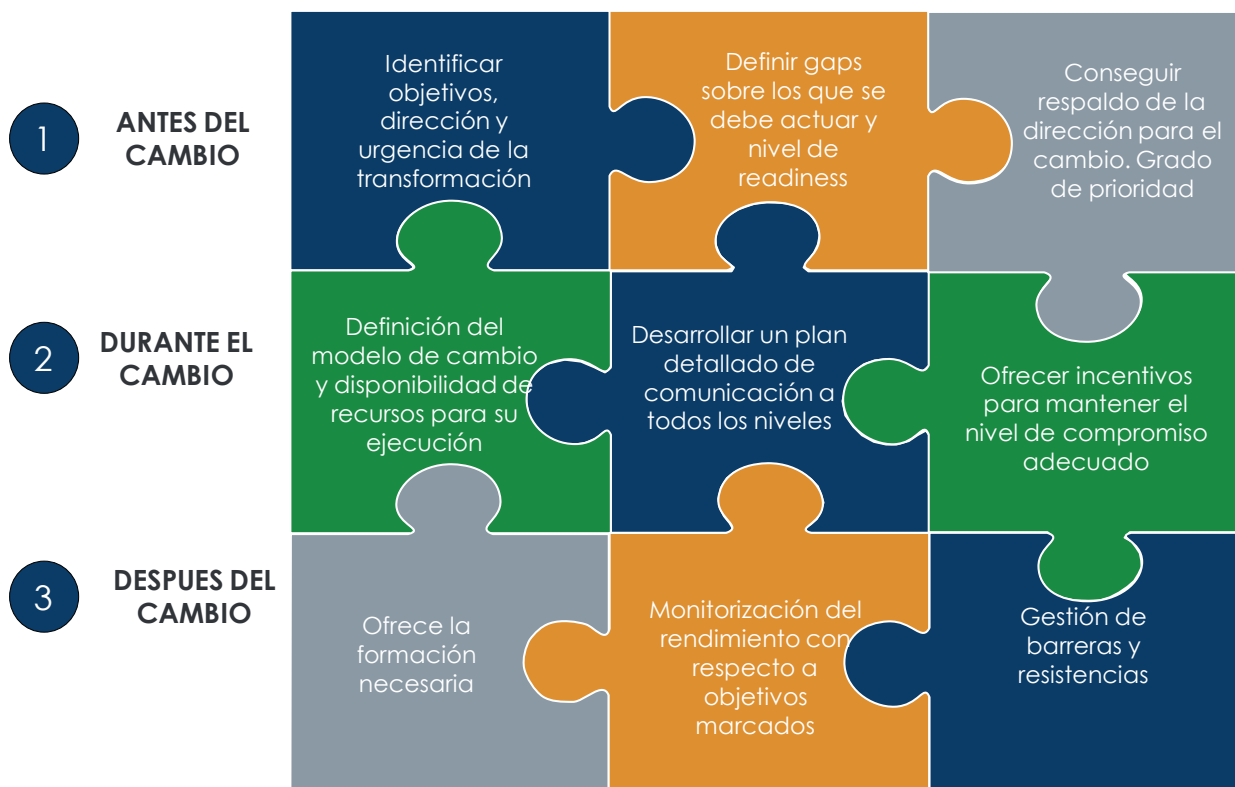 1
ANTES DEL
CAMBIO
Identificar
objetivos,
dirección y
urgencia de la
transformación
Definir gaps
sobre los que se
debe actuar y
nivel de
readiness
Conseguir
respaldo de la
dirección para el
cambio. Grado
de prioridad
2
DURANTE EL
CAMBIO
Definición del
modelo de cambio
y disponibilidad de
recursos para su
ejecución
Desarrollar un plan
detallado de
comunicación a
todos los niveles
Ofrecer incentivos
para mantener el
nivel de compromiso
adecuado
3
DESPUES DEL
CAMBIO
Ofrece la
formación
necesaria
Monitorización del
rendimiento con
respecto a
objetivos
marcados
Gestión de
barreras y
resistencias